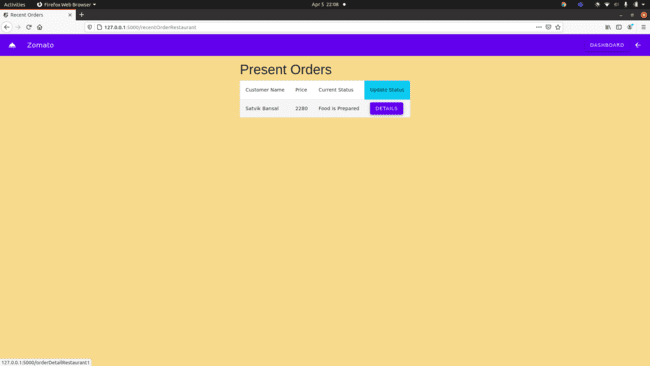 Activities Firefox Web Browser Apr 5 22:08
Recent Orders
127.0.0.1:5000/recentOrderRestaurant
Zomato DASHBOARD
Present Orders
Customer Name Price Current Status Update Status
Satvik Bansal 2280 Food is Prepared DETAILS
127.0.0.1:5000/orderDetailRestaurant/1